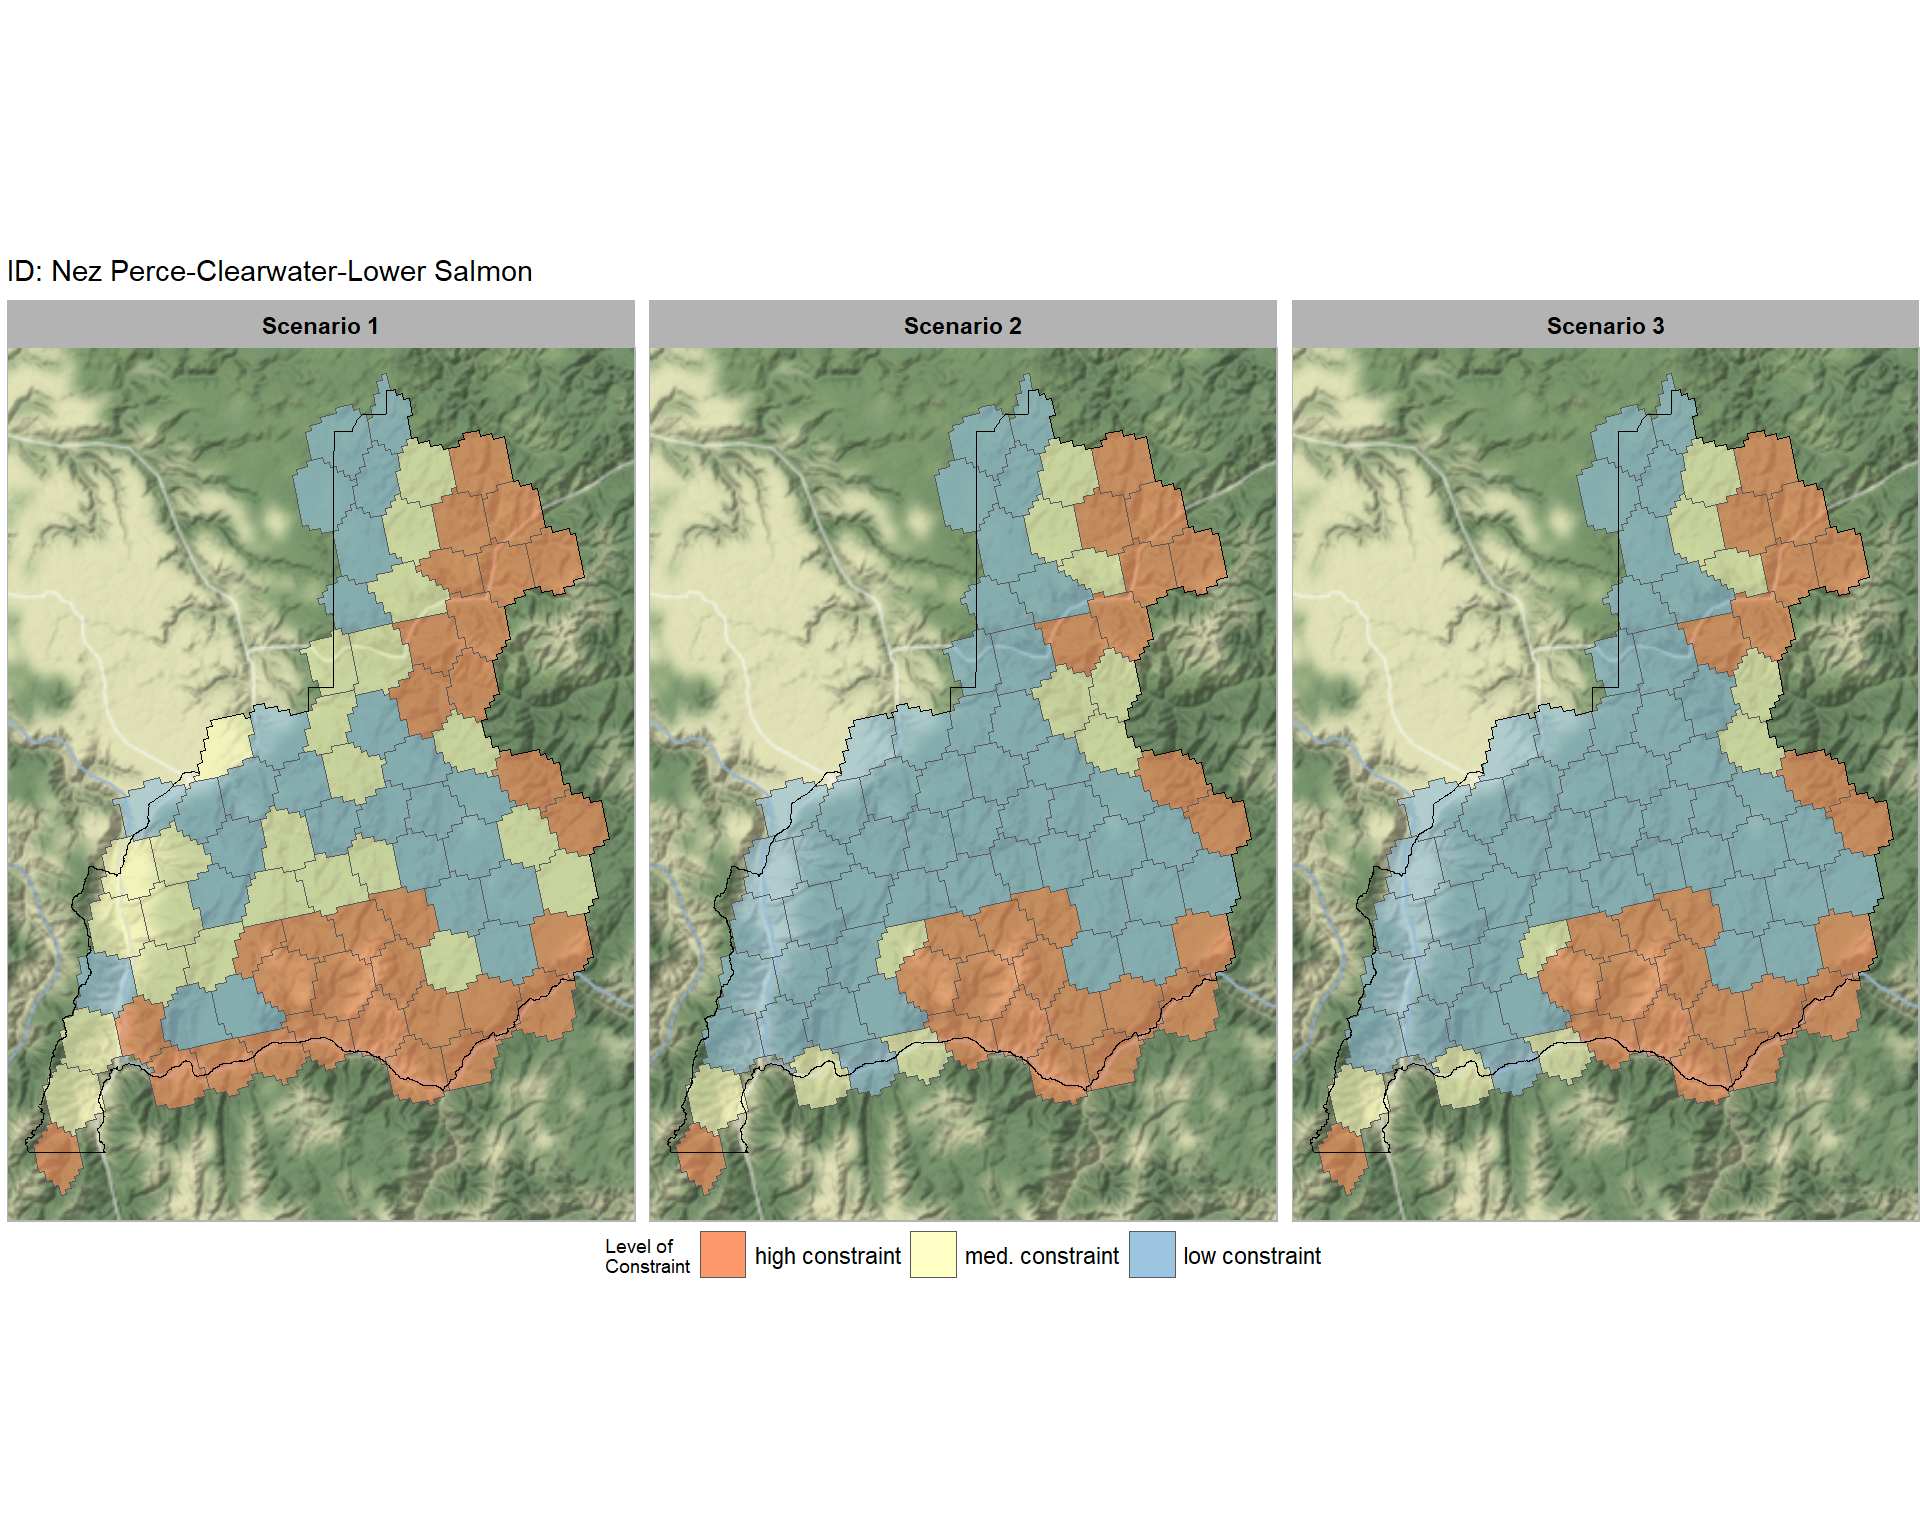 ID: Nez Perce-Clearwater-Lower Salmon
Scenario 1
Scenario 2
Scenario 3
Level of
Constraint
high constraint
med. constraint
low constraint